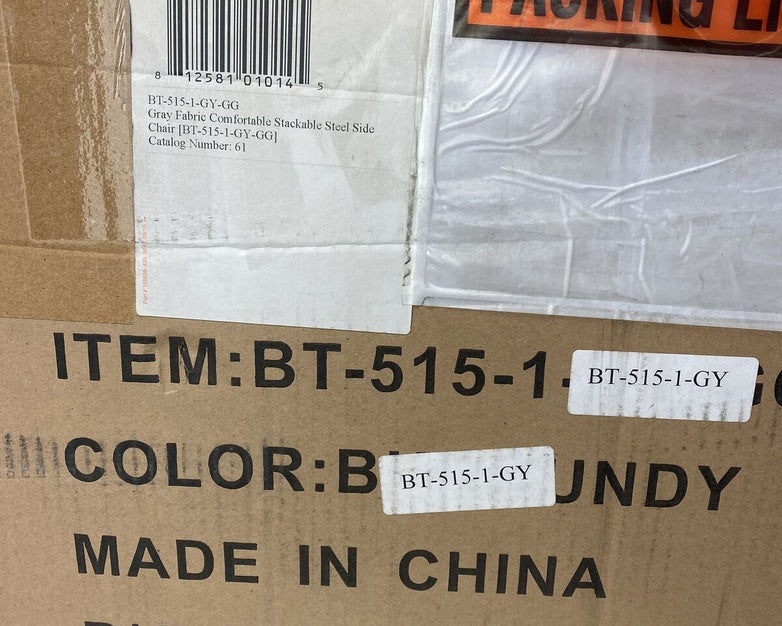 PACKING LI
8 12581 01014 5
BT-515-1-GY-GG
Gray Fabric Comfortable Stackable Steel Side
Chair [BT-515-1-GY-GG]
Catalog Number: 61
ITEM:BT-515-1-
BT-515-1-GY
COLOR:B
BT-515-1-GY
UNDY
MADE IN CHINA